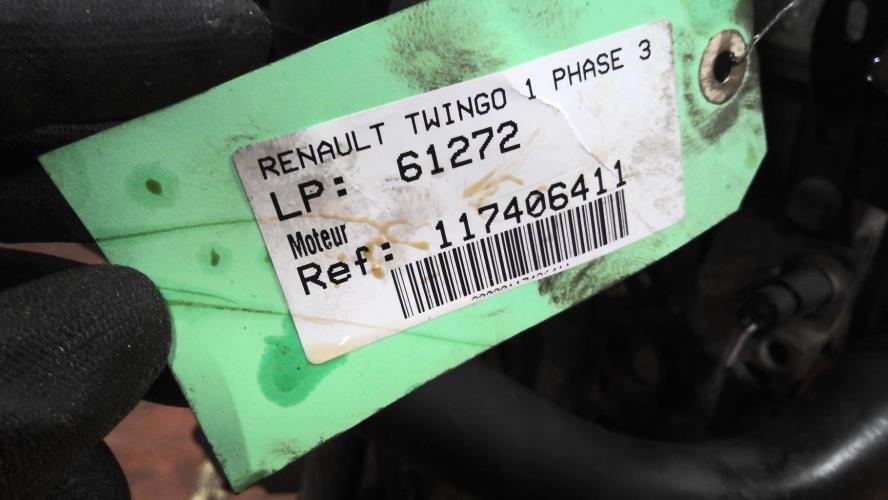 RENAULT TWINGO 1 PHASE 3
LP: 61272
Moteur
Ref: 117406411